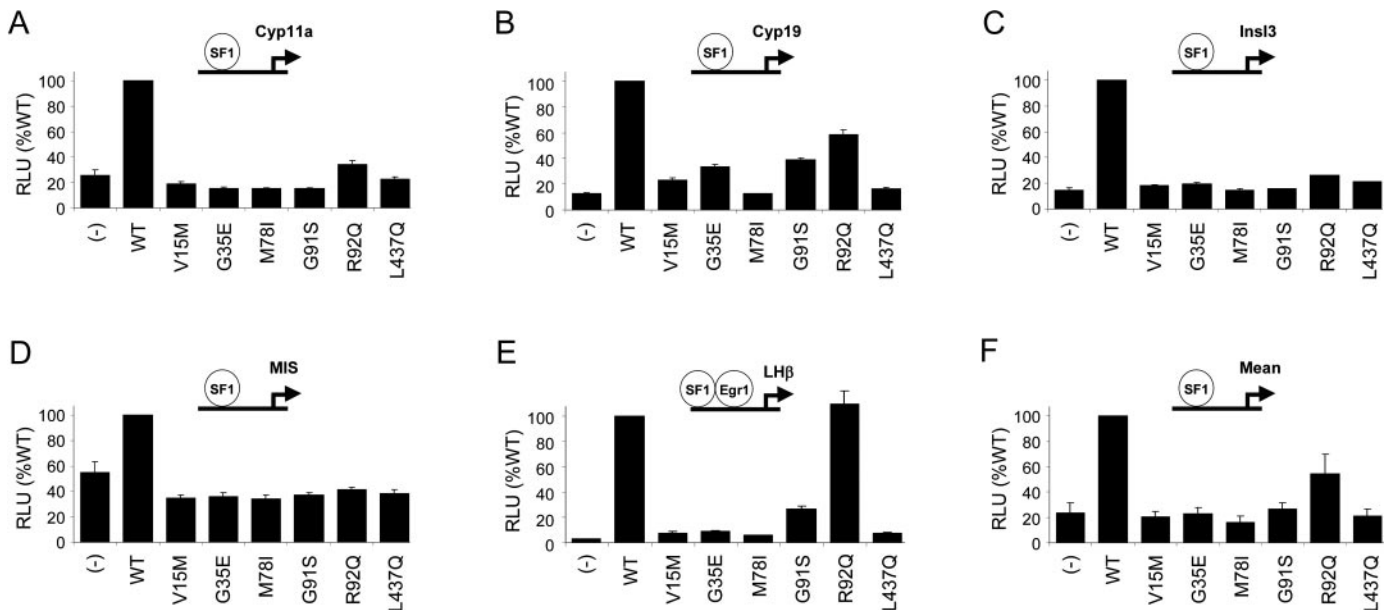 A
Cyp11a
SF1
RLU (%WT)
100
80
60
40
20
0
(-)
WT
V15M
G35E
M78I
G91S
R92Q
L437Q
B
Cyp19
SF1
RLU (%WT)
100
80
60
40
20
0
(-)
WT
V15M
G35E
M78I
G91S
R92Q
L437Q
C
Insl3
SF1
RLU (%WT)
100
80
60
40
20
0
(-)
WT
V15M
G35E
M78I
G91S
R92Q
L437Q
D
MIS
SF1
RLU (%WT)
100
80
60
40
20
0
(-)
WT
V15M
G35E
M78I
G91S
R92Q
L437Q
E
LHβ
SF1 Egr1
RLU (%WT)
100
80
60
40
20
0
(-)
WT
V15M
G35E
M78I
G91S
R92Q
L437Q
F
Mean
SF1
RLU (%WT)
100
80
60
40
20
0
(-)
WT
V15M
G35E
M78I
G91S
R92Q
L437Q